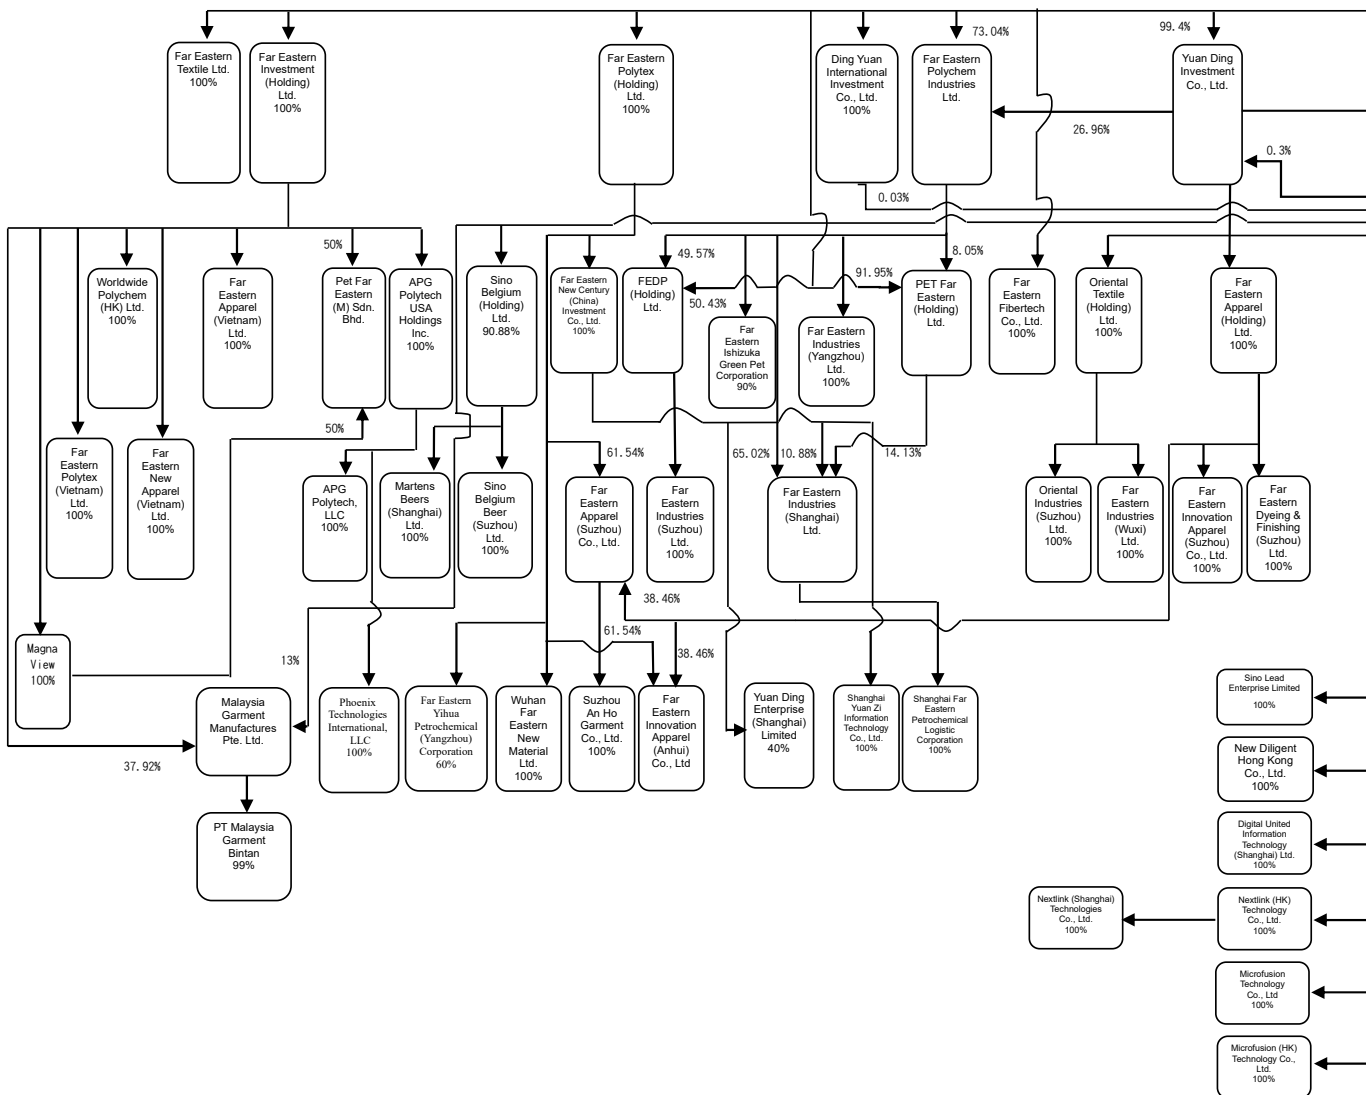 73.04%
99.4%
Far Eastern
Textile Ltd.
100%
Far Eastern
Investment
(Holding)
Ltd.
100%
Far Eastern
Polytex
(Holding)
Ltd.
100%
Ding Yuan
International
Investment
Co., Ltd.
100%
Far Eastern
Polychem
Industries
Ltd.
Yuan Ding
Investment
Co., Ltd.
26.96%
0.3%
0.03%
50%
49.57%
8.05%
91.95%
50.43%
Worldwide
Polychem
(HK) Ltd.
100%
Far
Eastern
Apparel
(Vietnam)
Ltd.
100%
Pet Far
Eastern
(M) Sdn.
Bhd.
APG
Polytech
USA
Holdings
Inc.
100%
Sino
Belgium
(Holding)
Ltd.
90.88%
Far Eastern
New Century
(China)
Investment
Co., Ltd.
100%
FEDP
(Holding)
Ltd.
Far
Eastern
Ishizuka
Green Pet
Corporation
90%
Far Eastern
Industries
(Yangzhou)
Ltd.
100%
PET Far
Eastern
(Holding)
Ltd.
Far
Eastern
Fibertech
Co., Ltd.
100%
Oriental
Textile
(Holding)
Ltd.
100%
Far
Eastern
Apparel
(Holding)
Ltd.
100%
50%
61.54%
65.02%
10.88%
14.13%
Far
Eastern
Polytex
(Vietnam)
Ltd.
100%
Far
Eastern
New
Apparel
(Vietnam)
Ltd.
100%
APG
Polytech,
LLC
100%
Martens
Beers
(Shanghai)
Ltd.
100%
Sino
Belgium
Beer
(Suzhou)
Ltd.
100%
Far
Eastern
Apparel
(Suzhou)
Co., Ltd.
Far
Eastern
Industries
(Suzhou)
Ltd.
100%
Far Eastern
Industries
(Shanghai)
Ltd.
Oriental
Industries
(Suzhou)
Ltd.
100%
Far
Eastern
Industries
(Wuxi)
Ltd.
100%
Far
Eastern
Innovation
Apparel
(Suzhou)
Co., Ltd.
100%
Far
Eastern
Dyeing &
Finishing
(Suzhou)
Ltd.
100%
38.46%
61.54%
38.46%
13%
37.92%
Magna
View
100%
Malaysia
Garment
Manufactures
Pte. Ltd.
Phoenix
Technologies
International,
LLC
100%
Far Eastern
Yihua
Petrochemical
(Yangzhou)
Corporation
60%
Wuhan
Far
Eastern
New
Material
Ltd.
100%
Suzhou
An Ho
Garment
Co., Ltd.
100%
Far
Eastern
Innovation
Apparel
(Anhui)
Co., Ltd
Yuan Ding
Enterprise
(Shanghai)
Limited
40%
Shanghai
Yuan Zi
Information
Technology
Co., Ltd.
100%
Shanghai Far
Eastern
Petrochemical
Logistic
Corporation
100%
PT Malaysia
Garment
Bintan
99%
Sino Lead
Enterprise Limited
100%
New Diligent
Hong Kong
Co., Ltd.
100%
Digital United
Information
Technology
(Shanghai) Ltd.
100%
Nextlink (Shanghai)
Technologies
Co., Ltd.
100%
Nextlink (HK)
Technology
Co., Ltd.
100%
Microfusion
Technology
Co., Ltd
100%
Microfusion (HK)
Technology Co.,
Ltd.
100%